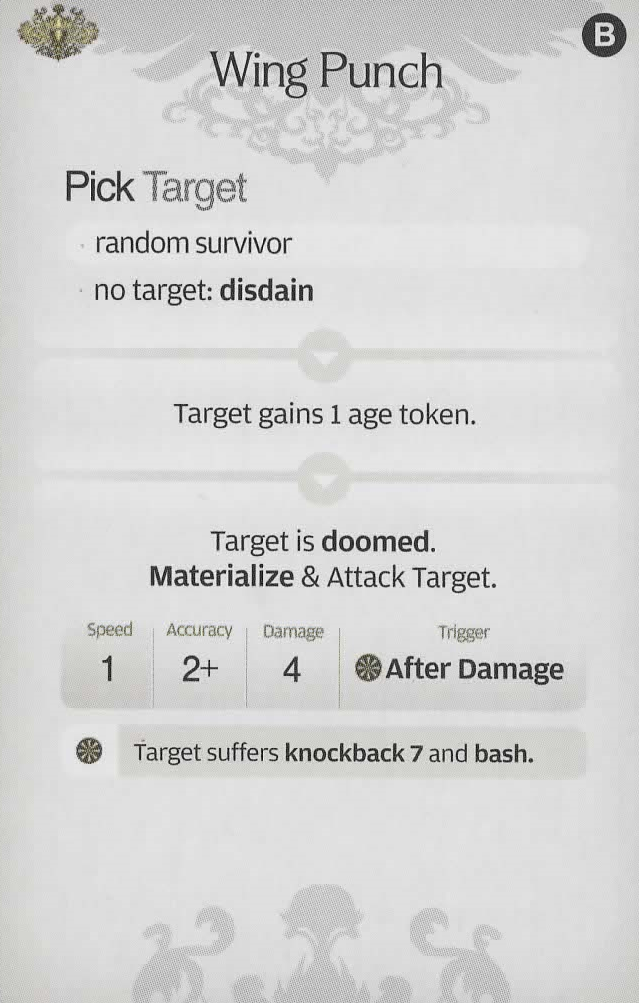 B
Wing Punch
Pick Target
· random survivor
· no target: disdain
Target gains 1 age token.
Target is doomed.
Materialize & Attack Target.
Speed Accuracy Damage Trigger
1 2+ 4 After Damage
Target suffers knockback 7 and bash.